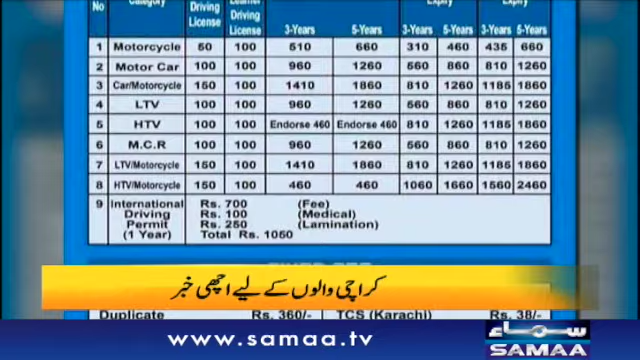 No Driving License Driving License 3-Years 5-Years 3-Years 5-Years 3-Years 5-Years
1 Motorcycle 50 100 510 660 310 460 435 660
2 Motor Car 100 100 960 1260 560 860 810 1260
3 Car/Motorcycle 150 100 1410 1860 810 1260 1185 1860
4 LTV 100 100 960 1260 560 860 810 1260
5 HTV 100 100 Endorse 460 Endorse 460 810 1260 1185 1860
6 M.C.R 100 100 960 1260 560 860 810 1260
7 LTV/Motorcycle 150 100 1410 1860 810 1260 1185 1860
8 HTV/Motorcycle 150 100 460 460 1060 1660 1560 2460
9 International Rs. 700 (Fee)
Driving Rs. 100 (Medical)
Permit Rs. 250 (Lamination)
(1 Year) Total Rs. 1050
کراچی والوں کے لیے اچھی خبر
Duplicate Rs. 360/- TCS (Karachi) Rs. 38/-
www.samaa.tv
سماء
SAMAA